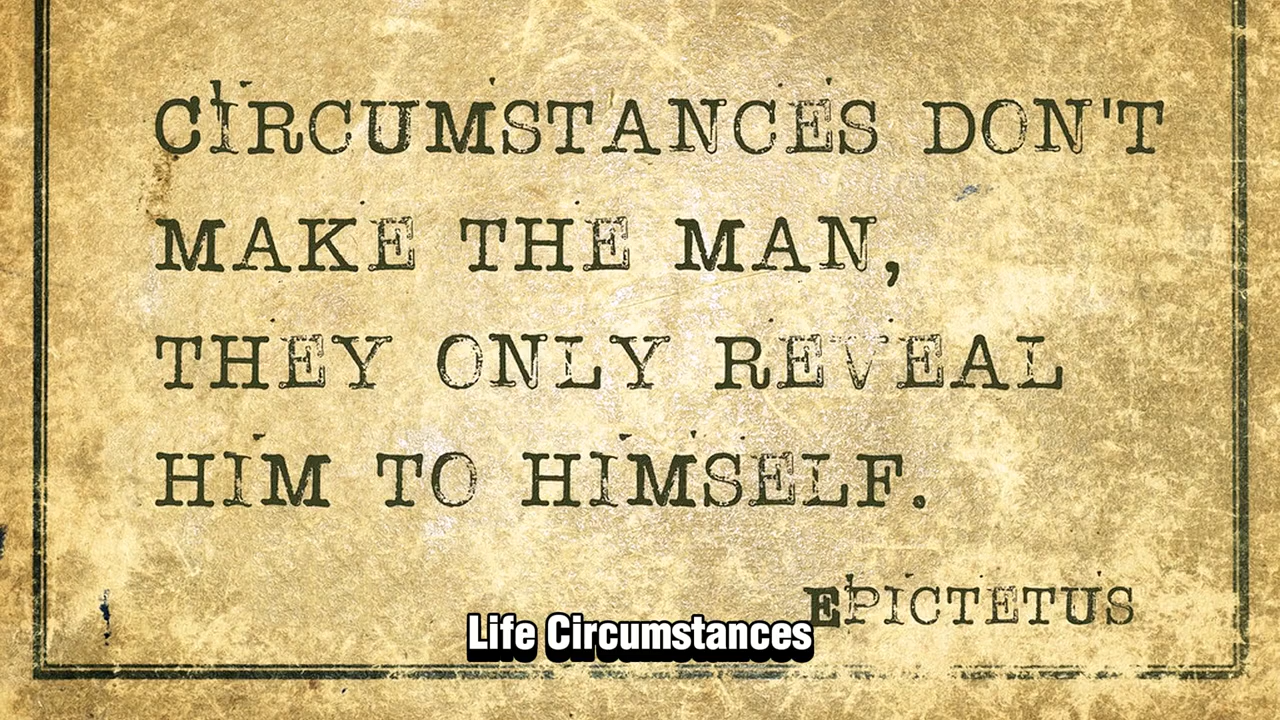 CIRCUMSTANCES DON'T
MAKE THE MAN,
THEY ONLY REVEAL
HIM TO HIMSELF.
EPICTETUS
Life Circumstances